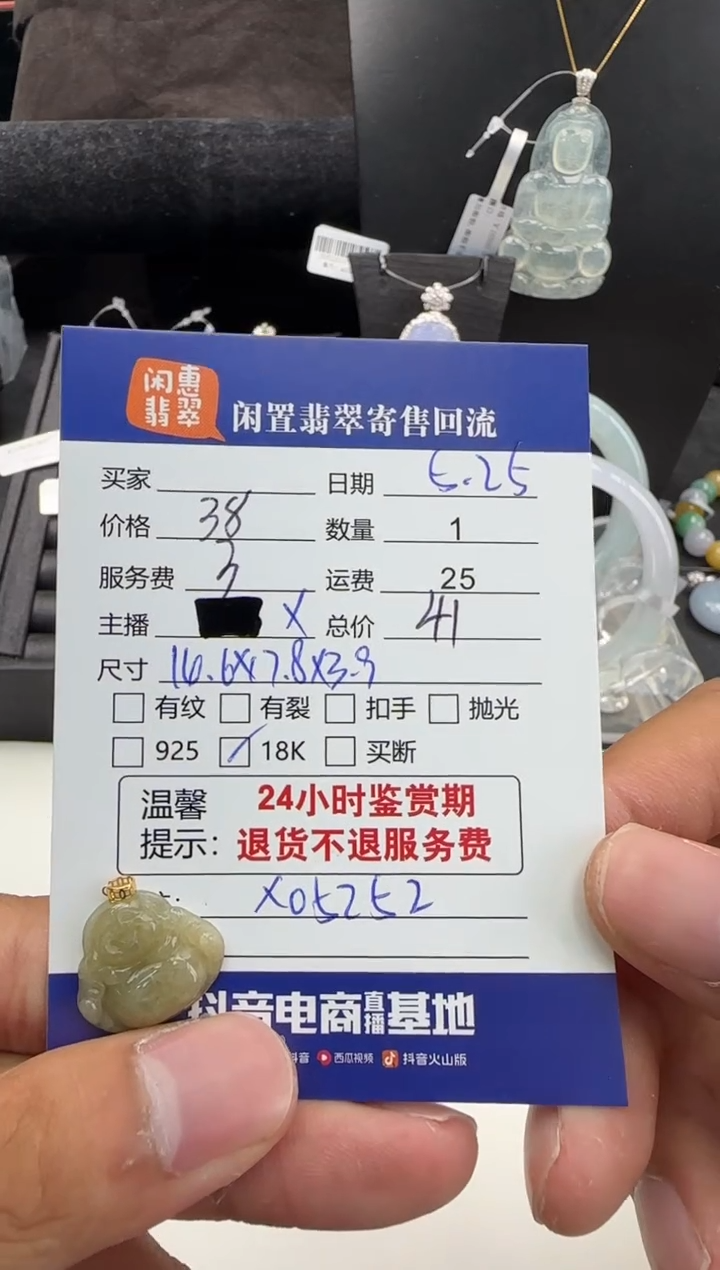 闲惠
翡翠
闲置翡翠寄售回流
买家 日期 5.25
价格 38 数量 1
服务费 3 运费 25
主播 X 总价 41
尺寸 16.6X17.8X3.9
有纹 有裂 扣手 抛光
925 18K 买断
温馨 24小时鉴赏期
提示: 退货不退服务费
X05252
抖音电商直播基地
抖音 西瓜视频 抖音火山版